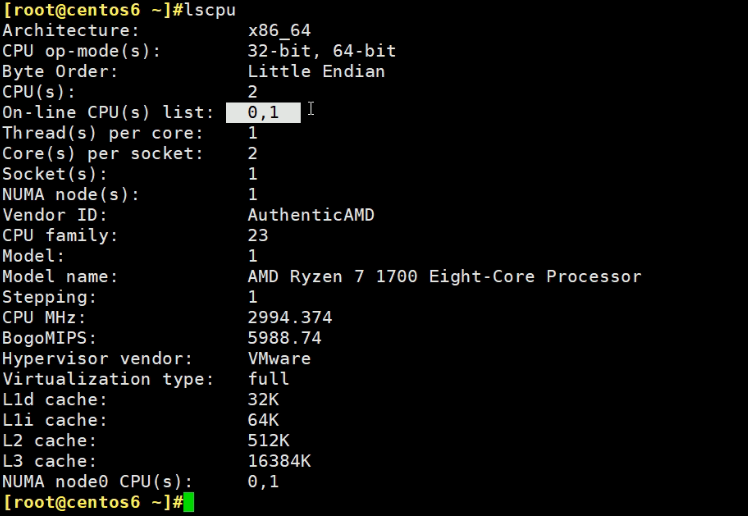 [root@centos6 ~]#lscpu
Architecture:          x86_64
CPU op-mode(s):        32-bit, 64-bit
Byte Order:            Little Endian
CPU(s):                2
On-line CPU(s) list:   0,1
Thread(s) per core:    1
Core(s) per socket:    2
Socket(s):             1
NUMA node(s):          1
Vendor ID:             AuthenticAMD
CPU family:            23
Model:                 1
Model name:            AMD Ryzen 7 1700 Eight-Core Processor
Stepping:              1
CPU MHz:               2994.374
BogoMIPS:              5988.74
Hypervisor vendor:     VMware
Virtualization type:   full
L1d cache:             32K
L1i cache:             64K
L2 cache:              512K
L3 cache:              16384K
NUMA node0 CPU(s):     0,1
[root@centos6 ~]#